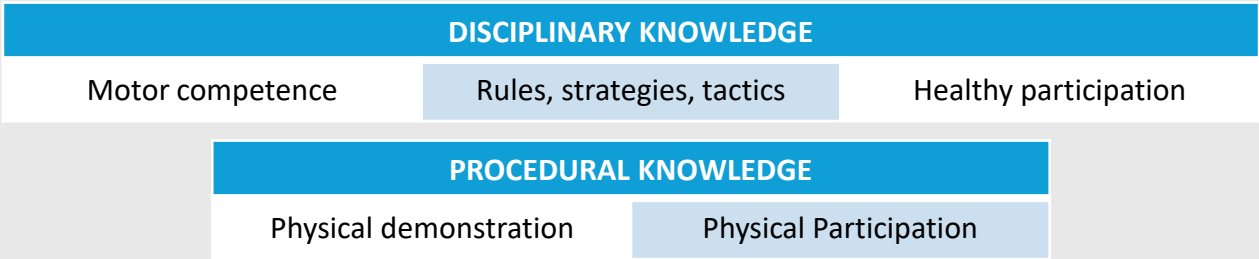 DISCIPLINARY KNOWLEDGE
Motor competence Rules, strategies, tactics Healthy participation
PROCEDURAL KNOWLEDGE
Physical demonstration Physical Participation